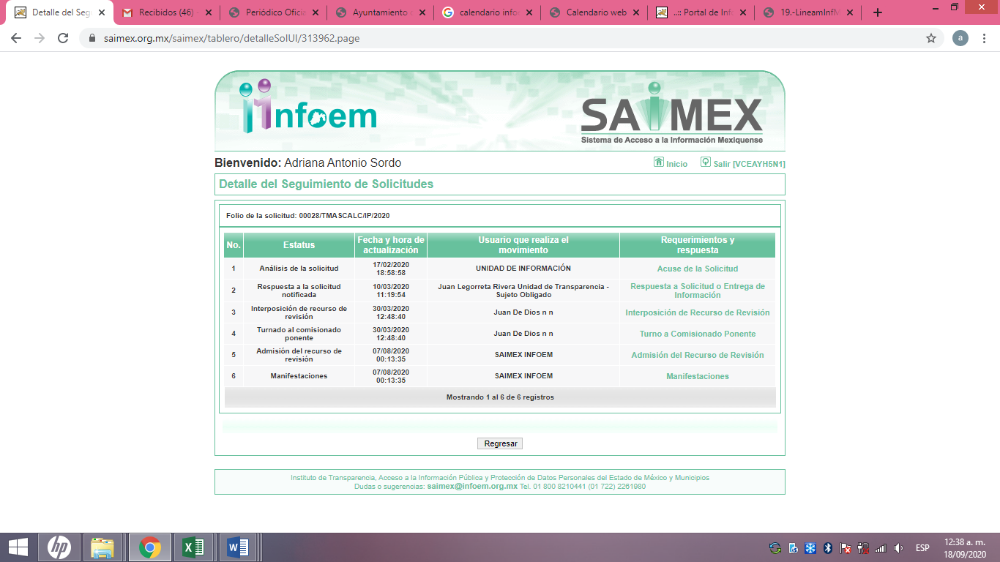 Detalle del Seg
Recibidos (46) -
Periódico Oficia
Ayuntamiento
calendario info
Calendario web
..:: Portal de Inf
19.-LineamInfM
saimex.org.mx/saimex/tablero/detalleSolUI/313962.page
a
infoem
SAIMEX
Sistema de Acceso a la Información Mexiquense
Bienvenido: Adriana Antonio Sordo
Inicio
Salir [VCEAYH5N1]
Detalle del Seguimiento de Solicitudes
Folio de la solicitud: 00028/TMASCALC/IP/2020
No.
Estatus
Fecha y hora de
actualización
Usuario que realiza el
movimiento
Requerimientos y
respuesta
1
Análisis de la solicitud
17/02/2020
18:58:58
UNIDAD DE INFORMACIÓN
Acuse de la Solicitud
2
Respuesta a la solicitud
notificada
10/03/2020
11:19:54
Juan Legorreta Rivera Unidad de Transparencia -
Sujeto Obligado
Respuesta a Solicitud o Entrega de
Información
3
Interposición de recurso de
revisión
30/03/2020
12:48:40
Juan De Dios n n
Interposición de Recurso de Revisión
4
Turnado al comisionado
ponente
30/03/2020
12:48:40
Juan De Dios n n
Turno a Comisionado Ponente
5
Admisión del recurso de
revisión
07/08/2020
00:13:35
SAIMEX INFOEM
Admisión del Recurso de Revisión
6
Manifestaciones
07/08/2020
00:13:35
SAIMEX INFOEM
Manifestaciones
Mostrando 1 al 6 de 6 registros
Regresar
Instituto de Transparencia, Acceso a la Información Pública y Protección de Datos Personales del Estado de México y Municipios
Dudas o sugerencias: saimex@infoem.org.mx Tel. 01 800 8210441 (01 722) 2261980
hp
ESP
12:38 a. m.
18/09/2020